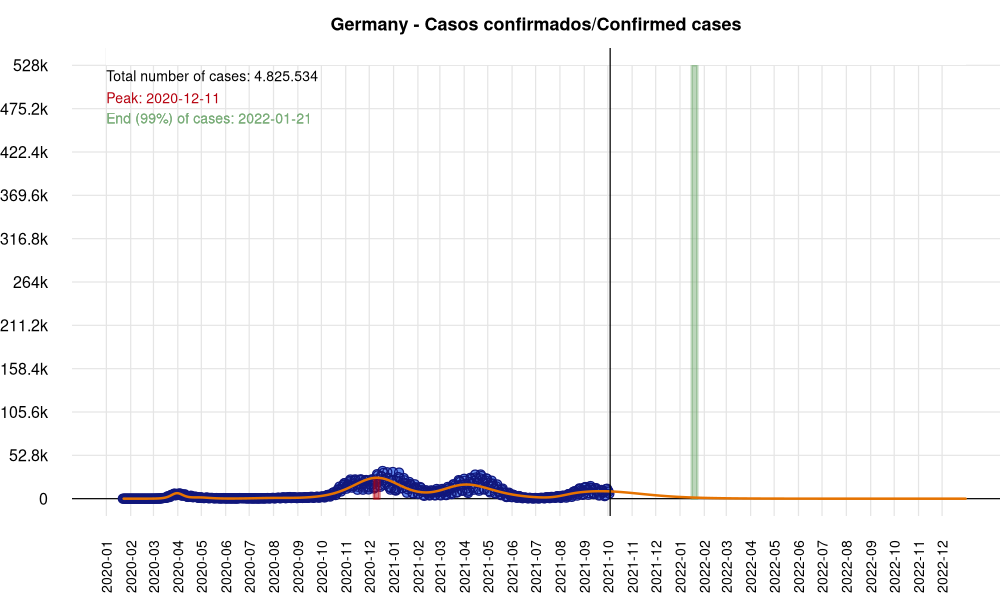 Germany - Casos confirmados/Confirmed cases
528k
Total number of cases: 4.825.534
Peak: 2020-12-11
475.2k
End (99%) of cases: 2022-01-21
422.4k
369.6k
316.8k
264k
211.2k
158.4k
105.6k
52.8k
0
2020-01
2020-02
2020-03
2020-04
2020-05
2020-06
2020-07
2020-08
2020-09
2020-10
2020-11
2020-12
2021-01
2021-02
2021-03
2021-04
2021-05
2021-06
2021-07
2021-08
2021-09
2021-10
2021-11
2021-12
2022-01
2022-02
2022-03
2022-04
2022-05
2022-06
2022-07
2022-08
2022-09
2022-10
2022-11
2022-12